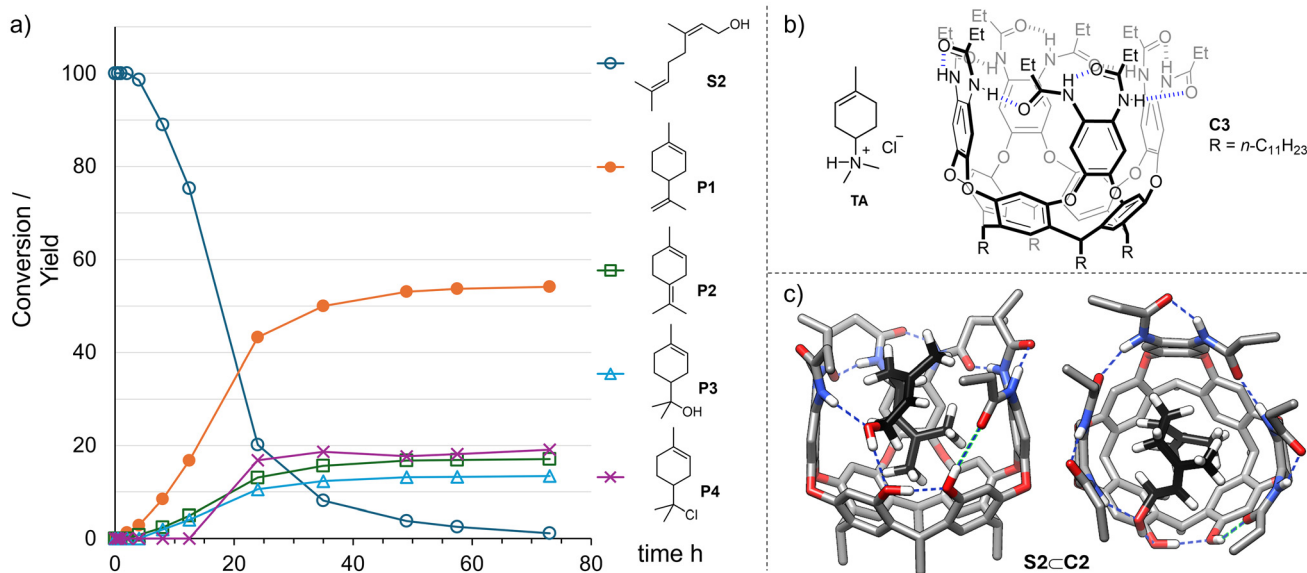 a)
Conversion /
Yield
100
80
60
40
20
0
0
20
40
60
80
time h
OH
S2
P1
P2
OH
P3
Cl
P4
b)
H
N
+
Cl−
TA
Et
O
H
Et
Et
O
H
N
N
Et
O
H
N
Et
O
Et
Et
O
H
N
O
Et
O
N
H
N
H
N
H
O
H
N
H
O
O
O
O
O
O
O
O
O
R
R
R
R
C3
R = n-C11H23
c)
S2⊂C2